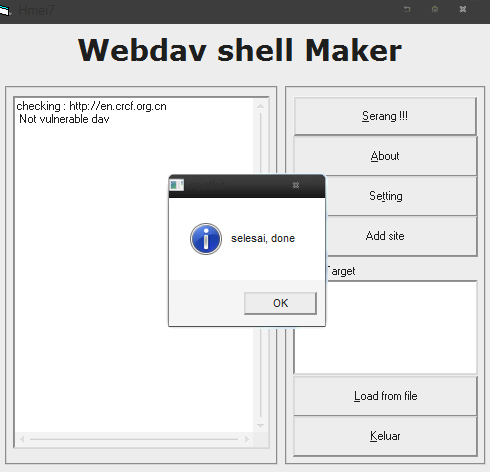 Hmei7
Webdav shell Maker
checking : http://en.crcf.org.cn
Not vulnerable dav
Serang !!!
About
Setting
Add site
Target
Load from file
Keluar
selesai, done
OK